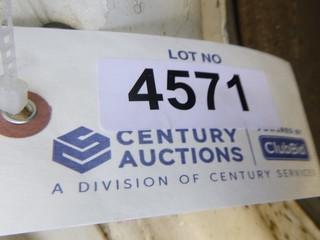 LOT NO
4571
CENTURY
AUCTIONS
ClubBid
A DIVISION OF CENTURY SERVICES